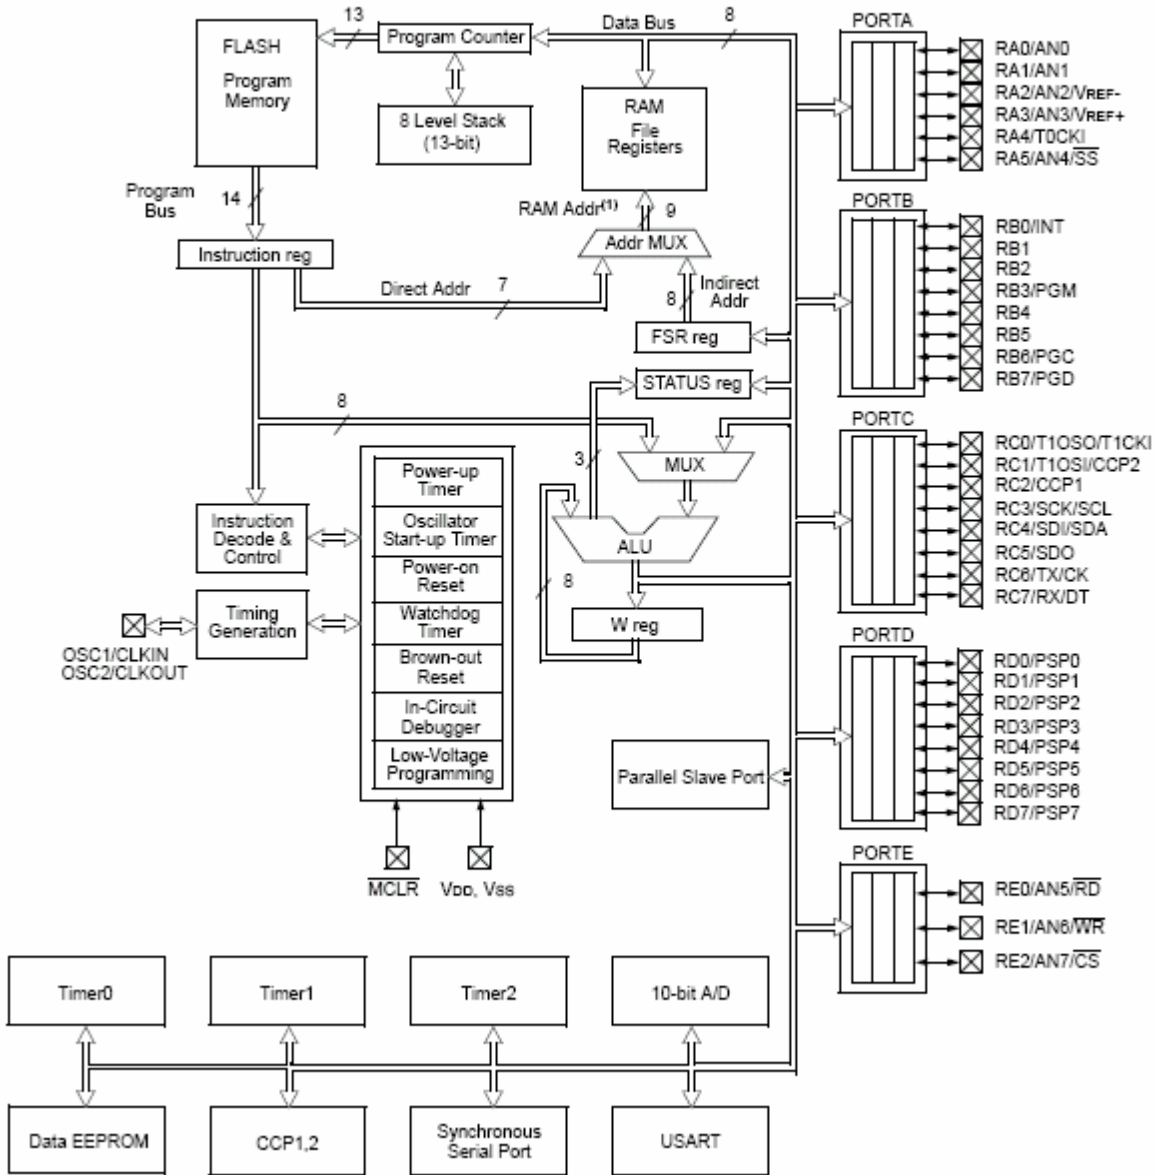 FLASH
Program
Memory
13
Program Counter
Data Bus
8
8 Level Stack
(13-bit)
RAM
File
Registers
Program
Bus
14
RAM Addr(1)
9
Addr MUX
Instruction reg
Direct Addr
7
Indirect
Addr
8
FSR reg
STATUS reg
8
3
MUX
ALU
8
W reg
Power-up
Timer
Oscillator
Start-up Timer
Power-on
Reset
Watchdog
Timer
Brown-out
Reset
In-Circuit
Debugger
Low-Voltage
Programming
Instruction
Decode &
Control
Timing
Generation
OSC1/CLKIN
OSC2/CLKOUT
MCLR
VDD, VSS
Parallel Slave Port
PORTA
RA0/AN0
RA1/AN1
RA2/AN2/VREF-
RA3/AN3/VREF+
RA4/T0CKI
RA5/AN4/SS
PORTB
RB0/INT
RB1
RB2
RB3/PGM
RB4
RB5
RB6/PGC
RB7/PGD
PORTC
RC0/T1OSO/T1CKI
RC1/T1OSI/CCP2
RC2/CCP1
RC3/SCK/SCL
RC4/SDI/SDA
RC5/SDO
RC6/TX/CK
RC7/RX/DT
PORTD
RD0/PSP0
RD1/PSP1
RD2/PSP2
RD3/PSP3
RD4/PSP4
RD5/PSP5
RD6/PSP6
RD7/PSP7
PORTE
RE0/AN5/RD
RE1/AN6/WR
RE2/AN7/CS
Timer0
Timer1
Timer2
10-bit A/D
Data EEPROM
CCP1,2
Synchronous
Serial Port
USART